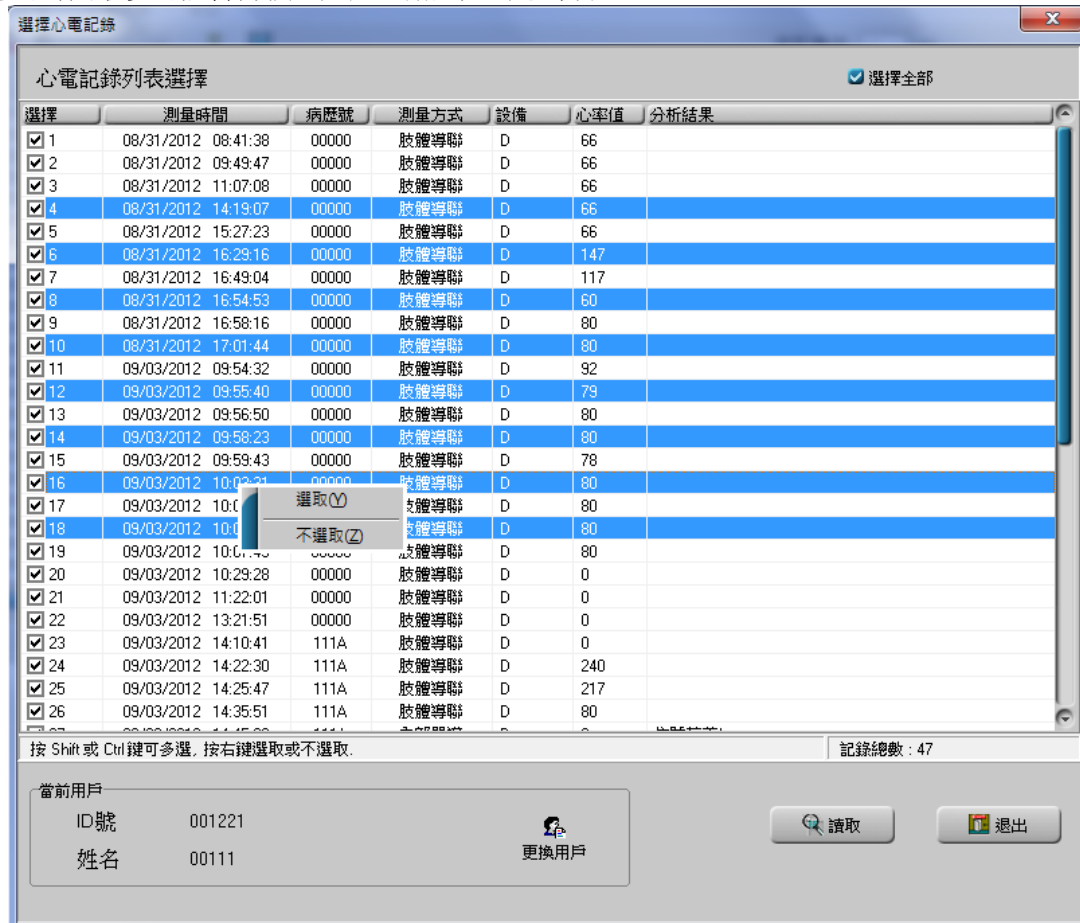 選擇心電記錄
心電記錄列表選擇 選擇全部
選擇 測量時間 病歷號 測量方式 設備 心率值 分析結果
1 08/31/2012 08:41:38 00000 肢體導聯 D 66
2 08/31/2012 09:49:47 00000 肢體導聯 D 66
3 08/31/2012 11:07:08 00000 肢體導聯 D 66
4 08/31/2012 14:19:07 00000 肢體導聯 D 66
5 08/31/2012 15:27:23 00000 肢體導聯 D 66
6 08/31/2012 16:29:16 00000 肢體導聯 D 147
7 08/31/2012 16:49:04 00000 肢體導聯 D 117
8 08/31/2012 16:54:53 00000 肢體導聯 D 60
9 08/31/2012 16:58:16 00000 肢體導聯 D 80
10 08/31/2012 17:01:44 00000 肢體導聯 D 80
11 09/03/2012 09:54:32 00000 肢體導聯 D 92
12 09/03/2012 09:55:40 00000 肢體導聯 D 79
13 09/03/2012 09:56:50 00000 肢體導聯 D 80
14 09/03/2012 09:58:23 00000 肢體導聯 D 80
15 09/03/2012 09:59:43 00000 肢體導聯 D 78
16 09/03/2012 10:03:31 00000 肢體導聯 D 80
選取(Y)
17 09/03/2012 體導聯 D 80
不選取(Z)
18 09/03/2012 體導聯 D 80
19 09/03/2012 00000 肢體導聯 D 80
20 09/03/2012 10:29:28 00000 肢體導聯 D 0
21 09/03/2012 11:22:01 00000 肢體導聯 D 0
22 09/03/2012 13:21:51 00000 肢體導聯 D 0
23 09/03/2012 14:10:41 111A 肢體導聯 D 0
24 09/03/2012 14:22:30 111A 肢體導聯 D 240
25 09/03/2012 14:25:47 111A 肢體導聯 D 217
26 09/03/2012 14:35:51 111A 肢體導聯 D 80
按 Shift 或 Ctrl 鍵可多選, 按右鍵選取或不選取. 記錄總數 : 47
當前用戶
ID號 001221
姓名 00111
更換用戶
讀取 退出